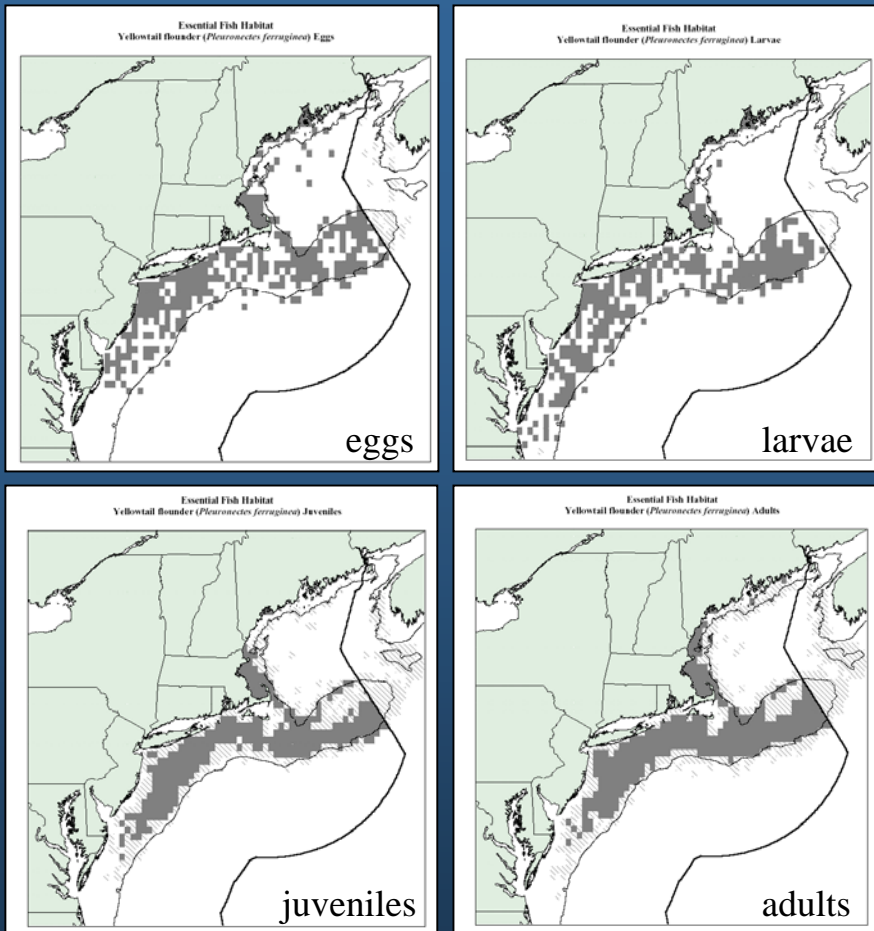 Essential Fish Habitat
Yellowtail flounder (Pleuronectes ferruginea) Eggs
eggs
Essential Fish Habitat
Yellowtail flounder (Pleuronectes ferruginea) Larvae
larvae
Essential Fish Habitat
Yellowtail flounder (Pleuronectes ferruginea) Juveniles
juveniles
Essential Fish Habitat
Yellowtail flounder (Pleuronectes ferruginea) Adults
adults